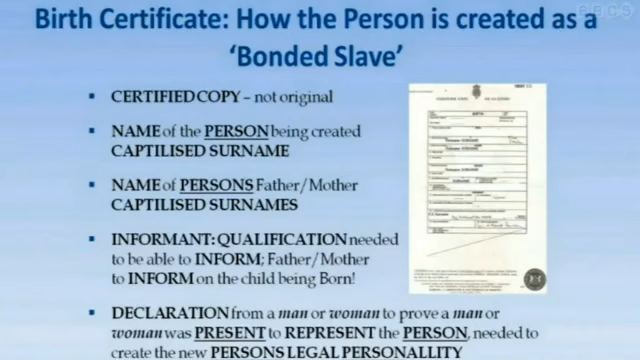 Birth Certificate: How the Person is created as a
'Bonded Slave'
CERTIFIED COPY – not original
NAME of the PERSON being created
CAPTILISED SURNAME
NAME of PERSONS Father/Mother
CAPTILISED SURNAMES
INFORMANT: QUALIFICATION needed
to be able to INFORM; Father/Mother
to INFORM on the child being Born!
DECLARATION from a man or woman to prove a man or
woman was PRESENT to REPRESENT the PERSON, needed to
create the new PERSONS LEGAL PERSONALLITY